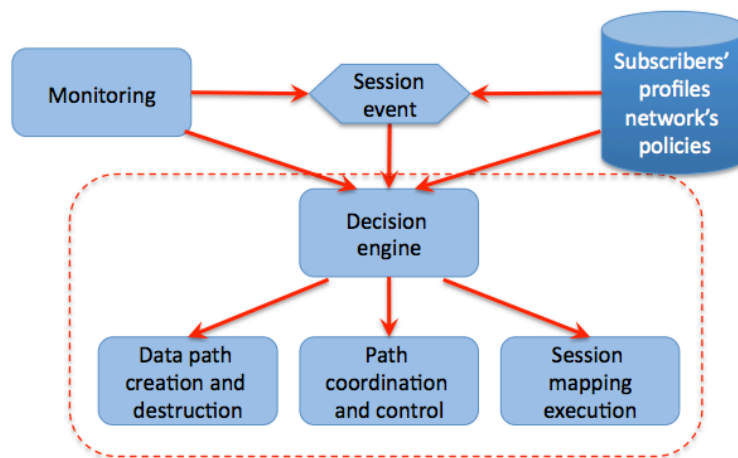 Monitoring
Session
event
Subscribers'
profiles
network's
policies
Decision
engine
Data path
creation and
destruction
Path
coordination
and control
Session
mapping
execution